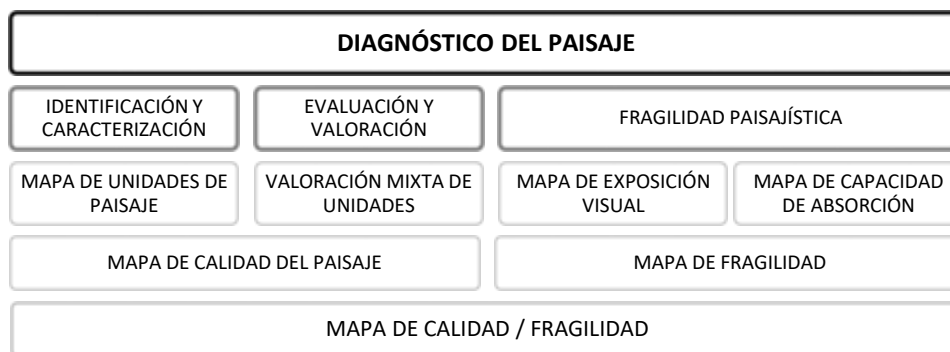 DIAGNÓSTICO DEL PAISAJE
IDENTIFICACIÓN Y
CARACTERIZACIÓN
EVALUACIÓN Y
VALORACIÓN
FRAGILIDAD PAISAJÍSTICA
MAPA DE UNIDADES DE
PAISAJE
VALORACIÓN MIXTA DE
UNIDADES
MAPA DE EXPOSICIÓN
VISUAL
MAPA DE CAPACIDAD
DE ABSORCIÓN
MAPA DE CALIDAD DEL PAISAJE
MAPA DE FRAGILIDAD
MAPA DE CALIDAD / FRAGILIDAD